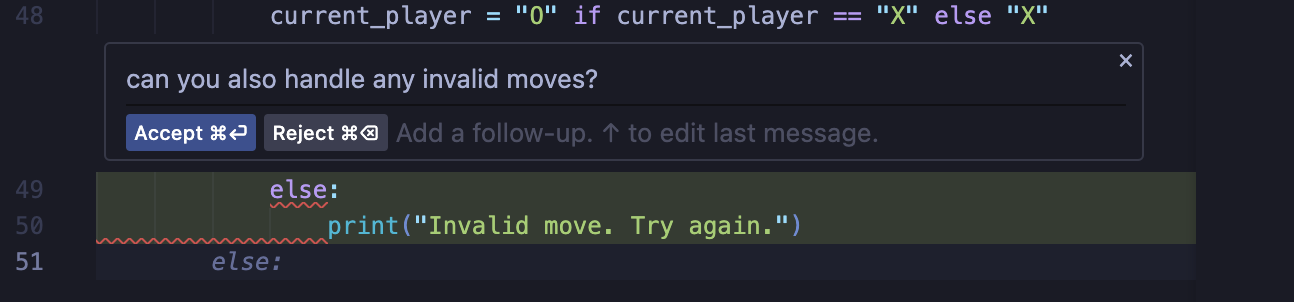 48 current_player = "O" if current_player == "X" else "X"
can you also handle any invalid moves?
×
Accept ⌘⏎ Reject ⌘⌫ Add a follow-up. ↑ to edit last message.
49 else:
50 print("Invalid move. Try again.")
51 else: